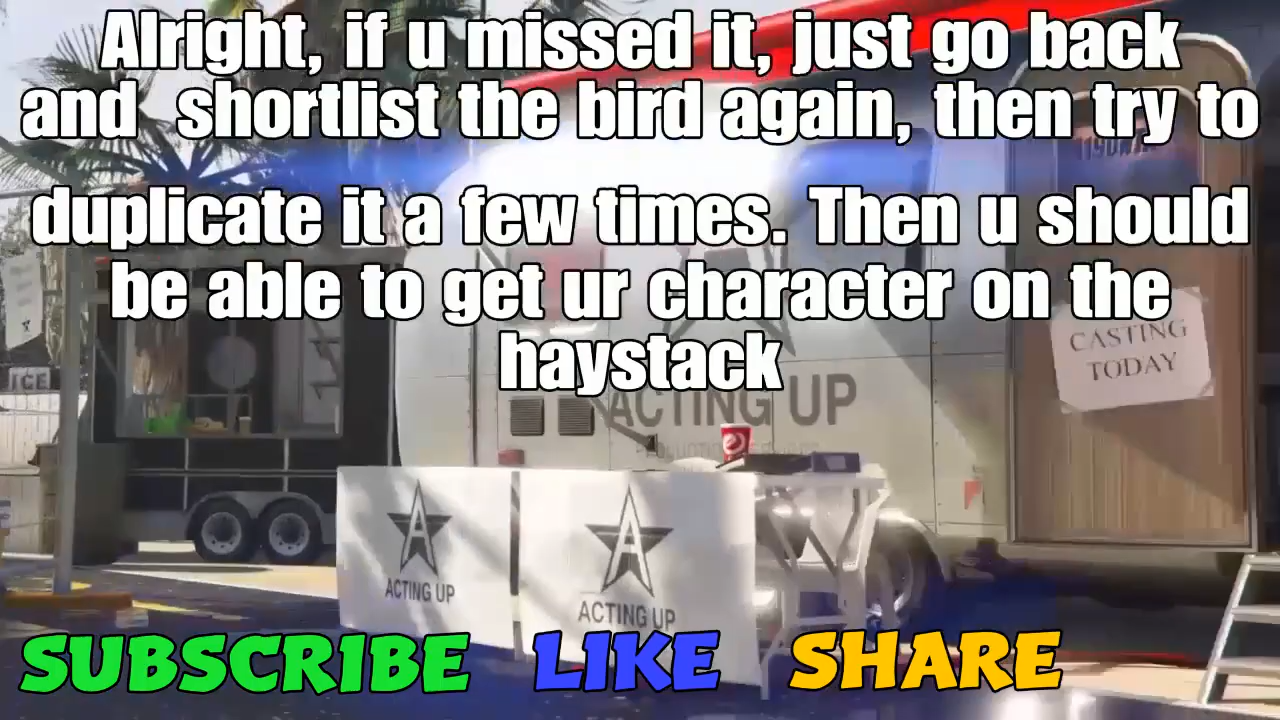 Alright, if u missed it, just go back
and shortlist the bird again, then try to
duplicate it a few times. Then u should
be able to get ur character on the
haystack
ICE
CASTING
TODAY
ACTING UP
ACTING UP
ACTING UP
SUBSCRIBE LIKE SHARE